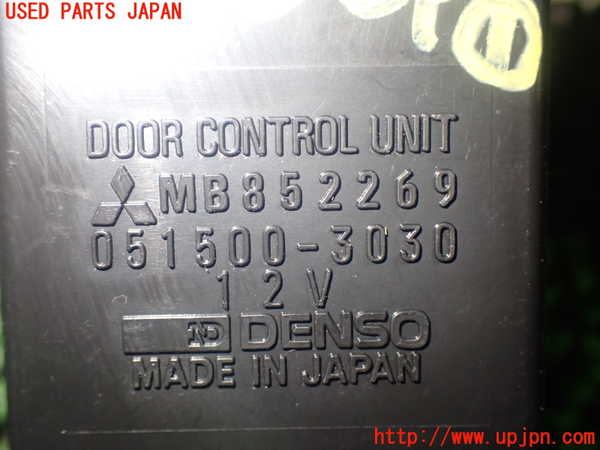 USED PARTS JAPAN
DOOR CONTROL UNIT
MB852269
051500-3030
12V
ND DENSO
MADE IN JAPAN
http://www.upjpn.com/